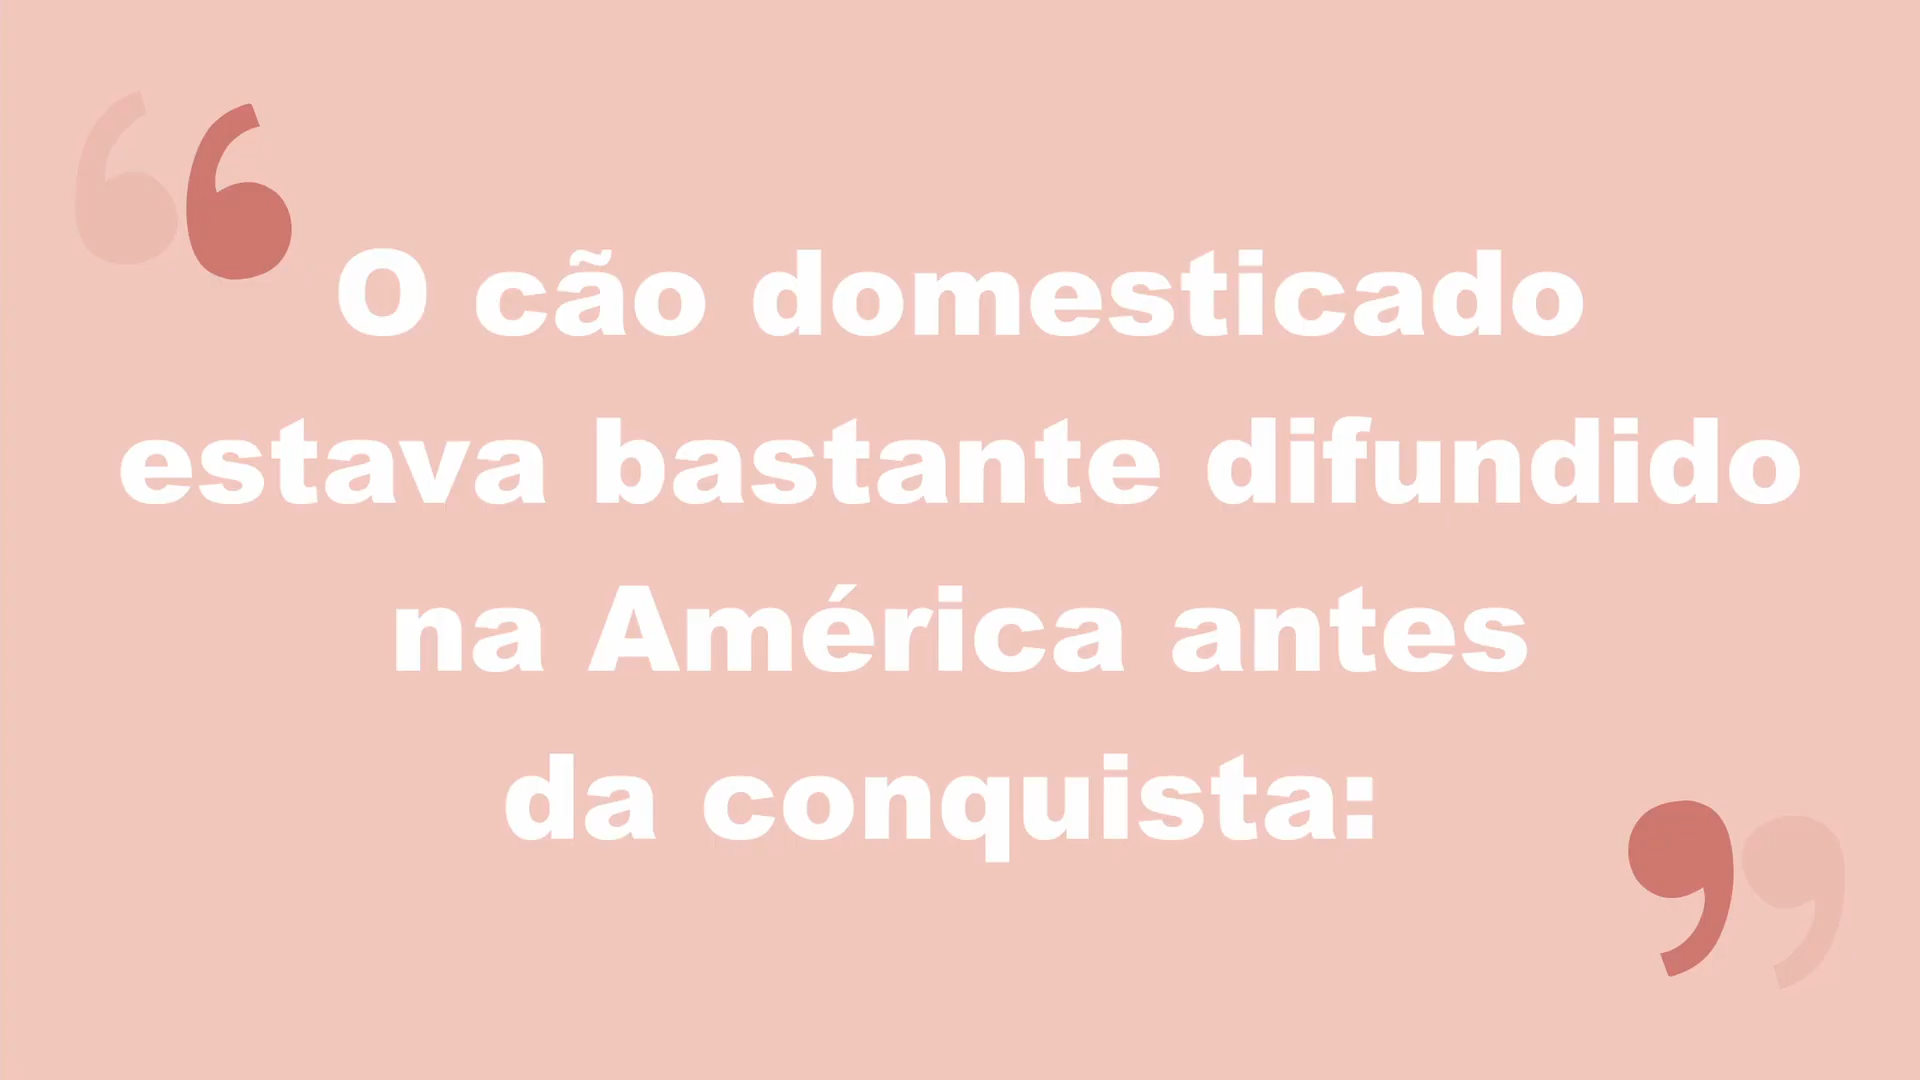 O cão domesticado
estava bastante difundido
na América antes
da conquista: